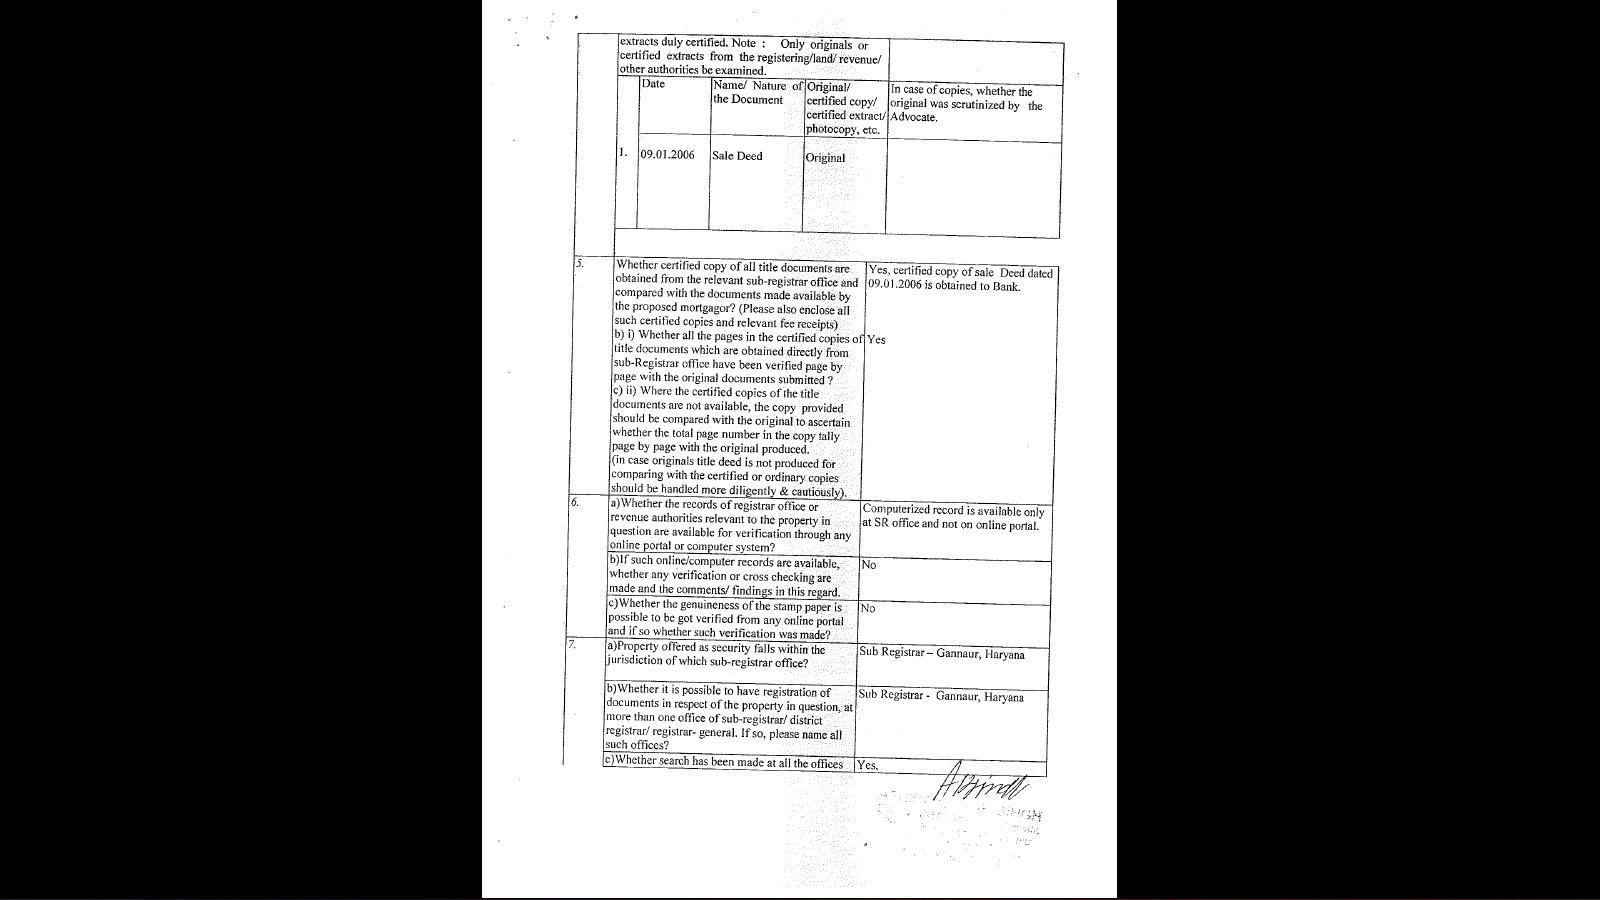 extracts duly certified. Note : Only originals or
certified extracts from the registering/land/ revenue/
other authorities be examined.
Date
Name/ Nature of
the Document
Original/
certified copy/
certified extract/
photocopy, etc.
In case of copies, whether the
original was scrutinized by the
Advocate.
1. 09.01.2006 Sale Deed Original
5.
Whether certified copy of all title documents are
obtained from the relevant sub-registrar office and
compared with the documents made available by
the proposed mortgagor? (Please also enclose all
such certified copies and relevant fee receipts)
Yes, certified copy of sale Deed dated
09.01.2006 is obtained to Bank.
b) i) Whether all the pages in the certified copies of
title documents which are obtained directly from
sub-Registrar office have been verified page by
page with the original documents submitted ?
Yes
c) ii) Where the certified copies of the title
documents are not available, the copy provided
should be compared with the original to ascertain
whether the total page number in the copy tally
page by page with the original produced.
(in case originals title deed is not produced for
comparing with the certified or ordinary copies
should be handled more diligently & cautiously).
6.
a)Whether the records of registrar office or
revenue authorities relevant to the property in
question are available for verification through any
online portal or computer system?
Computerized record is available only
at SR office and not on online portal.
b)If such online/computer records are available,
whether any verification or cross checking are
made and the comments/ findings in this regard.
No
c)Whether the genuineness of the stamp paper is
possible to be got verified from any online portal
and if so whether such verification was made?
No
7.
a)Property offered as security falls within the
jurisdiction of which sub-registrar office?
Sub Registrar – Gannaur, Haryana
b)Whether it is possible to have registration of
documents in respect of the property in question, at
more than one office of sub-registrar/ district
registrar/ registrar- general. If so, please name all
such offices?
Sub Registrar - Gannaur, Haryana
c)Whether search has been made at all the offices
Yes,